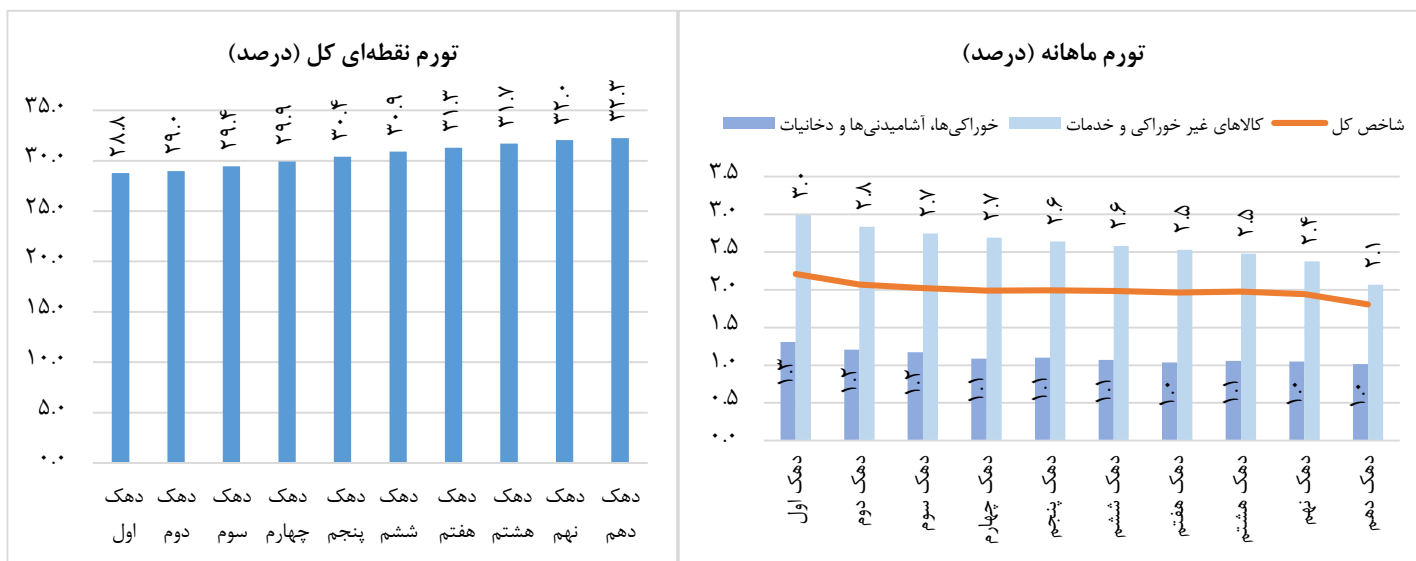 تورم ماهانه (درصد)
خوراکی‌ها، آشامیدنی‌ها و دخانیات
کالاهای غیر خوراکی و خدمات
شاخص کل
۳.۵
۳.۰
۲.۵
۲.۰
۱.۵
۱.۰
۰.۵
۰.۰
۳.۰
۲.۸
۲.۷
۲.۷
۲.۶
۲.۶
۲.۵
۲.۵
۲.۴
۲.۱
۱.۳
۱.۲
۱.۲
۱.۱
۱.۱
۱.۱
۱.۰
۱.۱
۱.۰
۱.۰
دهک اول
دهک دوم
دهک سوم
دهک چهارم
دهک پنجم
دهک ششم
دهک هفتم
دهک هشتم
دهک نهم
دهک دهم
تورم نقطه‌ای کل (درصد)
۳۵.۰
۳۰.۰
۲۵.۰
۲۰.۰
۱۵.۰
۱۰.۰
۵.۰
۰.۰
۲۸.۸
۲۹.۰
۲۹.۴
۲۹.۹
۳۰.۴
۳۰.۹
۳۱.۳
۳۱.۷
۳۲.۰
۳۲.۳
دهک
اول
دهک
دوم
دهک
سوم
دهک
چهارم
دهک
پنجم
دهک
ششم
دهک
هفتم
دهک
هشتم
دهک
نهم
دهک
دهم